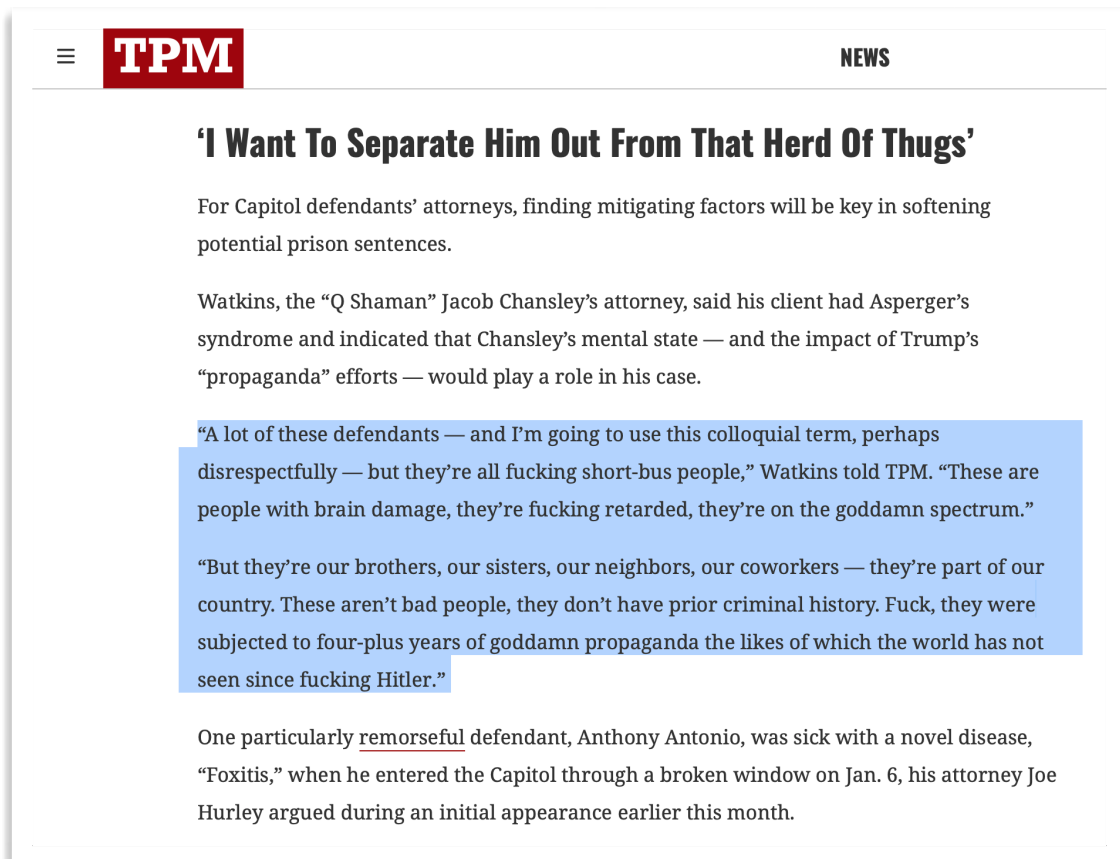 TPM
NEWS
‘I Want To Separate Him Out From That Herd Of Thugs’
For Capitol defendants’ attorneys, finding mitigating factors will be key in softening
potential prison sentences.
Watkins, the “Q Shaman” Jacob Chansley’s attorney, said his client had Asperger’s
syndrome and indicated that Chansley’s mental state — and the impact of Trump’s
“propaganda” efforts — would play a role in his case.
“A lot of these defendants — and I’m going to use this colloquial term, perhaps
disrespectfully — but they’re all fucking short-bus people,” Watkins told TPM. “These are
people with brain damage, they’re fucking retarded, they’re on the goddamn spectrum.”
“But they’re our brothers, our sisters, our neighbors, our coworkers — they’re part of our
country. These aren’t bad people, they don’t have prior criminal history. Fuck, they were
subjected to four-plus years of goddamn propaganda the likes of which the world has not
seen since fucking Hitler.”
One particularly remorseful defendant, Anthony Antonio, was sick with a novel disease,
“Foxitis,” when he entered the Capitol through a broken window on Jan. 6, his attorney Joe
Hurley argued during an initial appearance earlier this month.